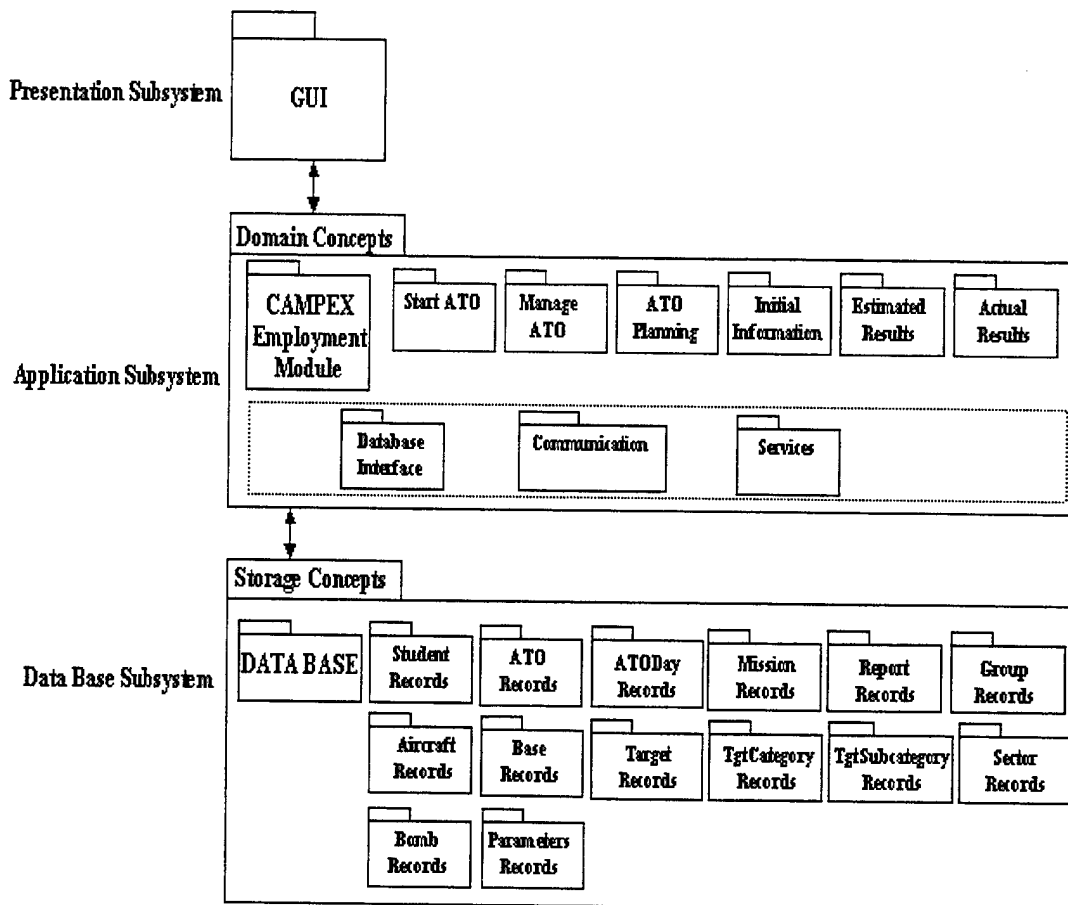 Presentation Subsystem
GUI
Domain Concepts
Application Subsystem
CAMPEX
Employment
Module
Start ATO
Manage
ATO
ATO
Planning
Initial
Information
Estimated
Results
Actual
Results
Database
Interface
Communication
Services
Storage Concepts
Data Base Subsystem
DATA BASE
Student
Records
ATO
Records
ATODay
Records
Mission
Records
Report
Records
Group
Records
Aircraft
Records
Base
Records
Target
Records
TgtCategory
Records
TgtSubcategory
Records
Sector
Records
Bomb
Records
Parameters
Records